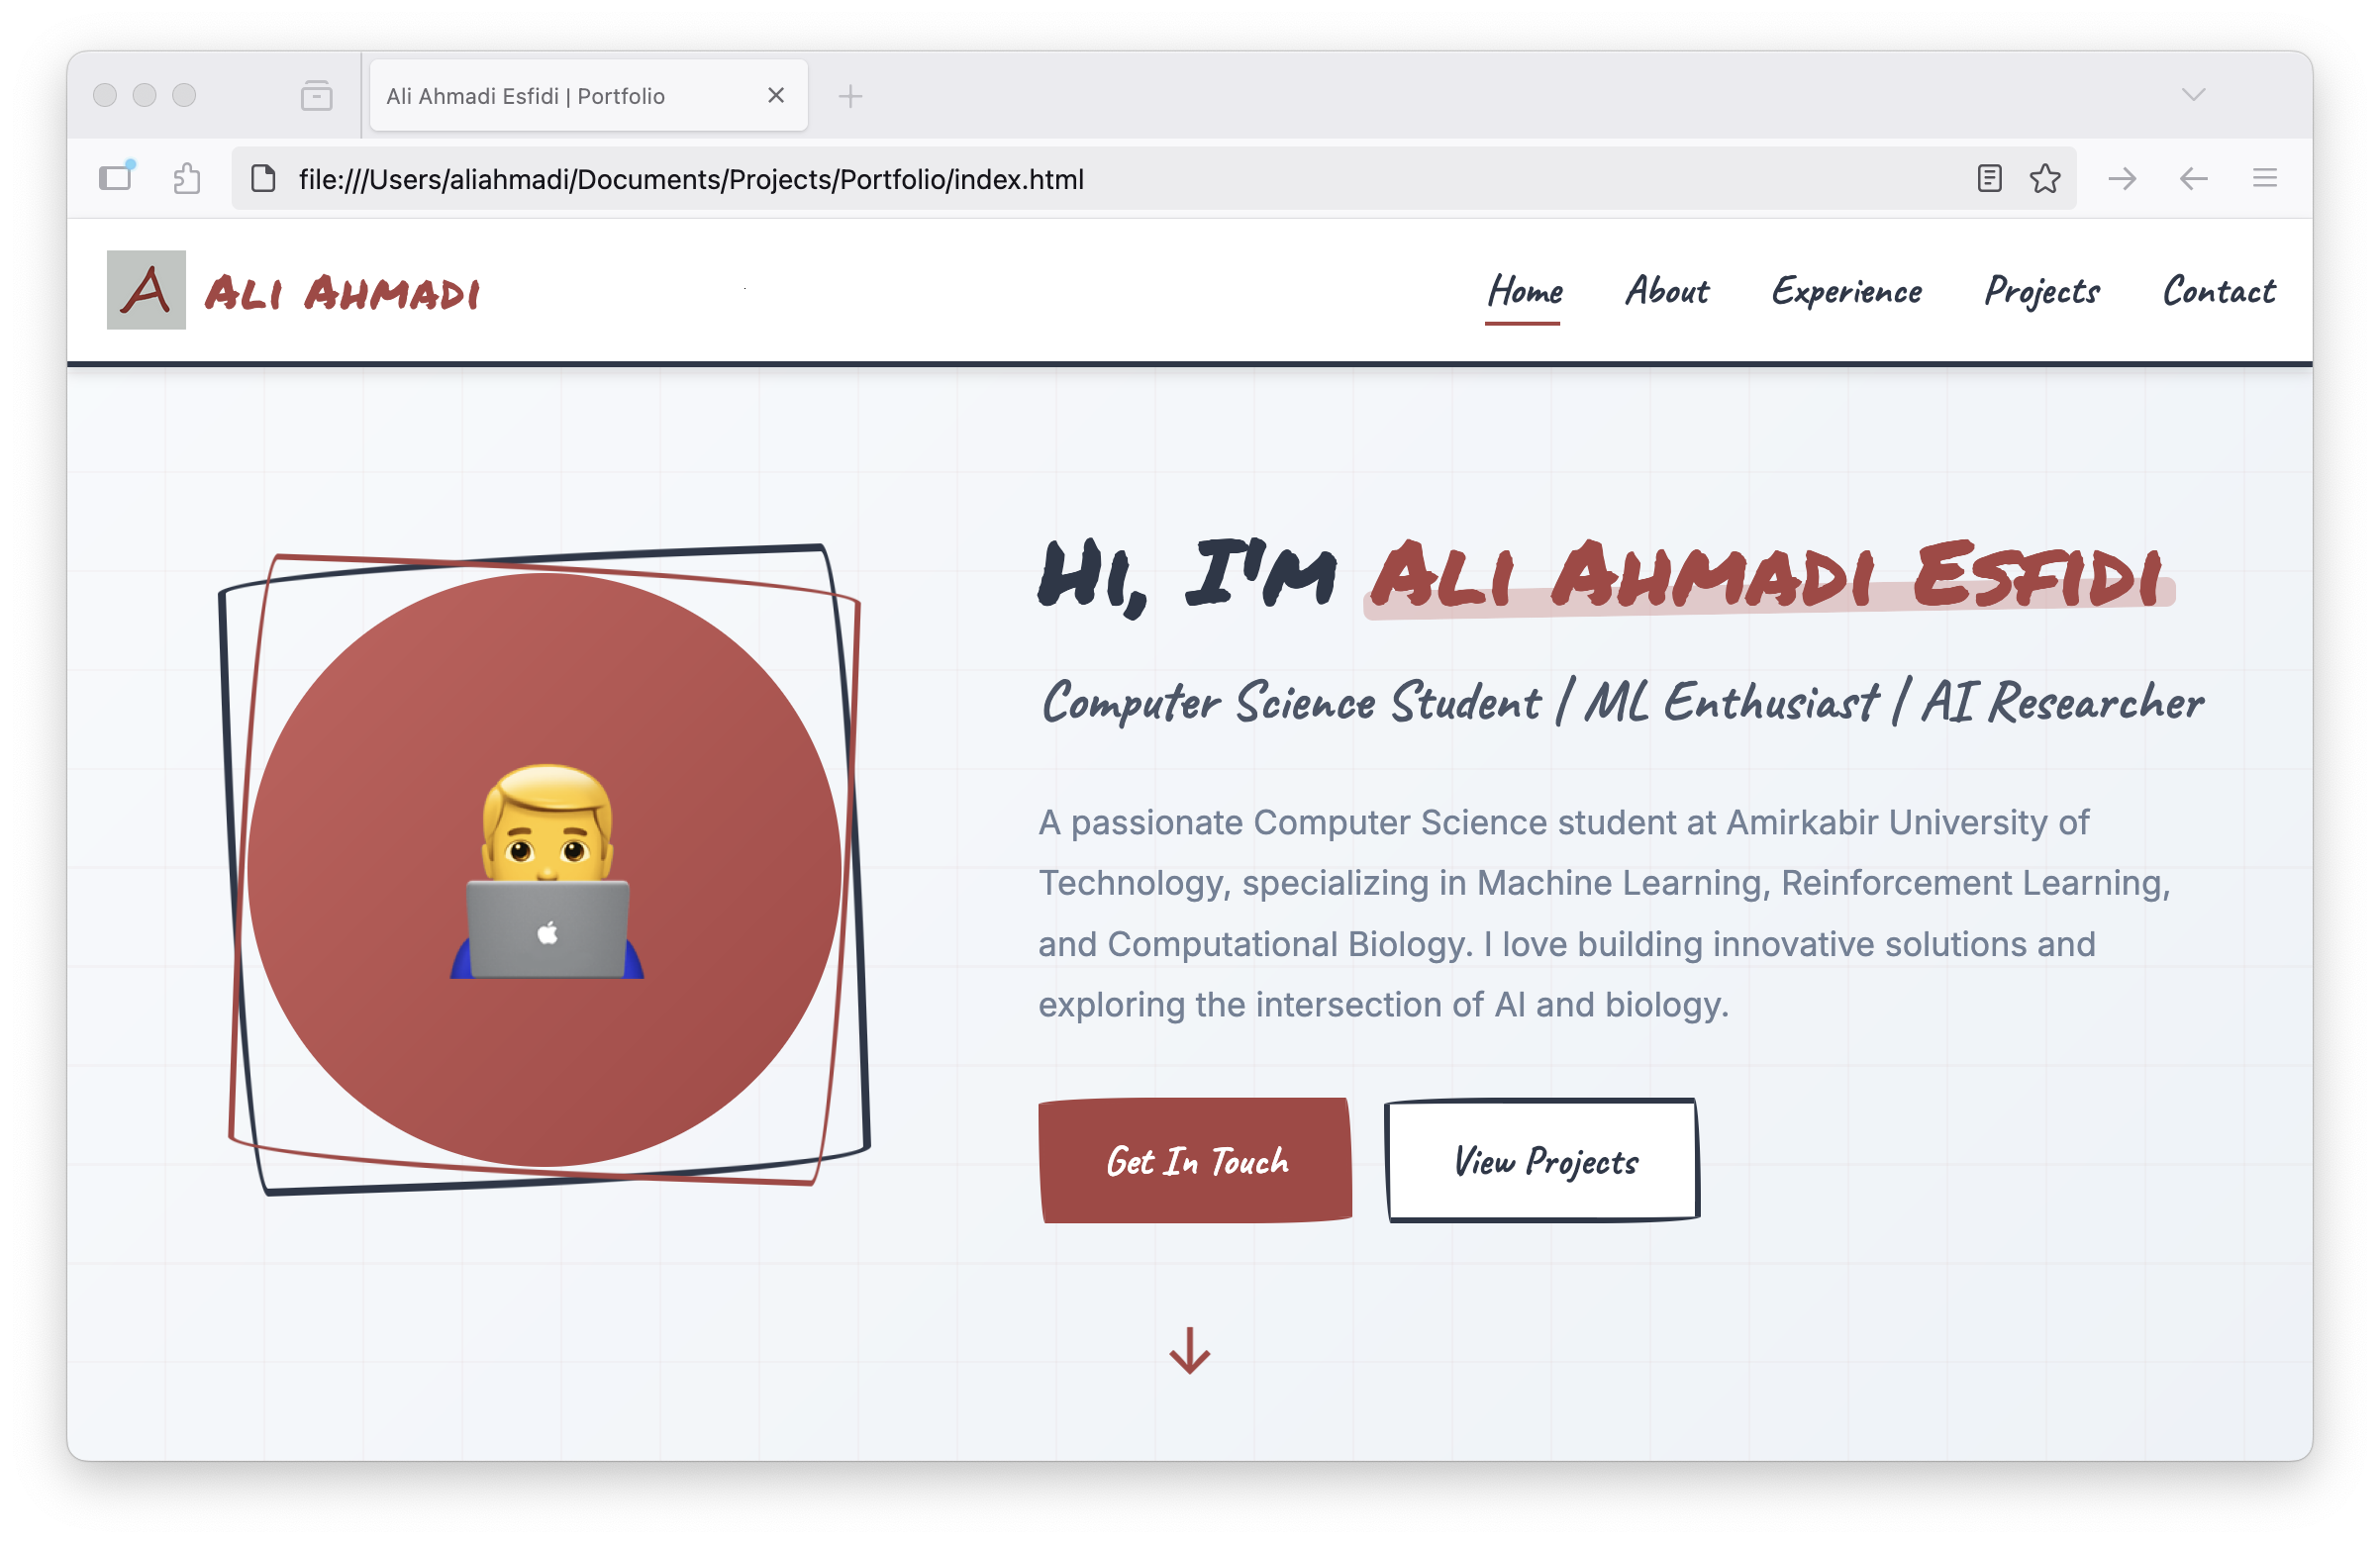 Ali Ahmadi Esfidi | Portfolio
file:///Users/aliahmadi/Documents/Projects/Portfolio/index.html
A Ali Ahmadi
Home About Experience Projects Contact
Hi, I'm Ali Ahmadi Esfidi
Computer Science Student | ML Enthusiast | AI Researcher
A passionate Computer Science student at Amirkabir University of
Technology, specializing in Machine Learning, Reinforcement Learning,
and Computational Biology. I love building innovative solutions and
exploring the intersection of AI and biology.
Get In Touch View Projects